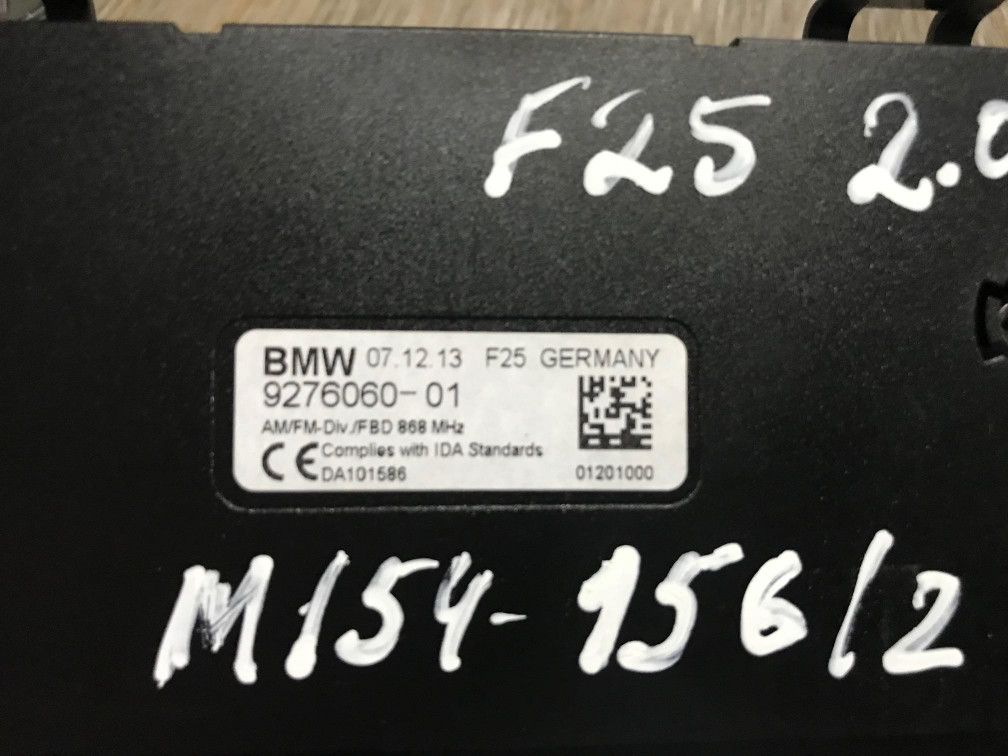 F25 2.0
BMW 07.12.13 F25 GERMANY
9276060-01
AM/FM-Div./FBD 868 MHz
CE Complies with IDA Standards
DA101586 01201000
M154-156/2